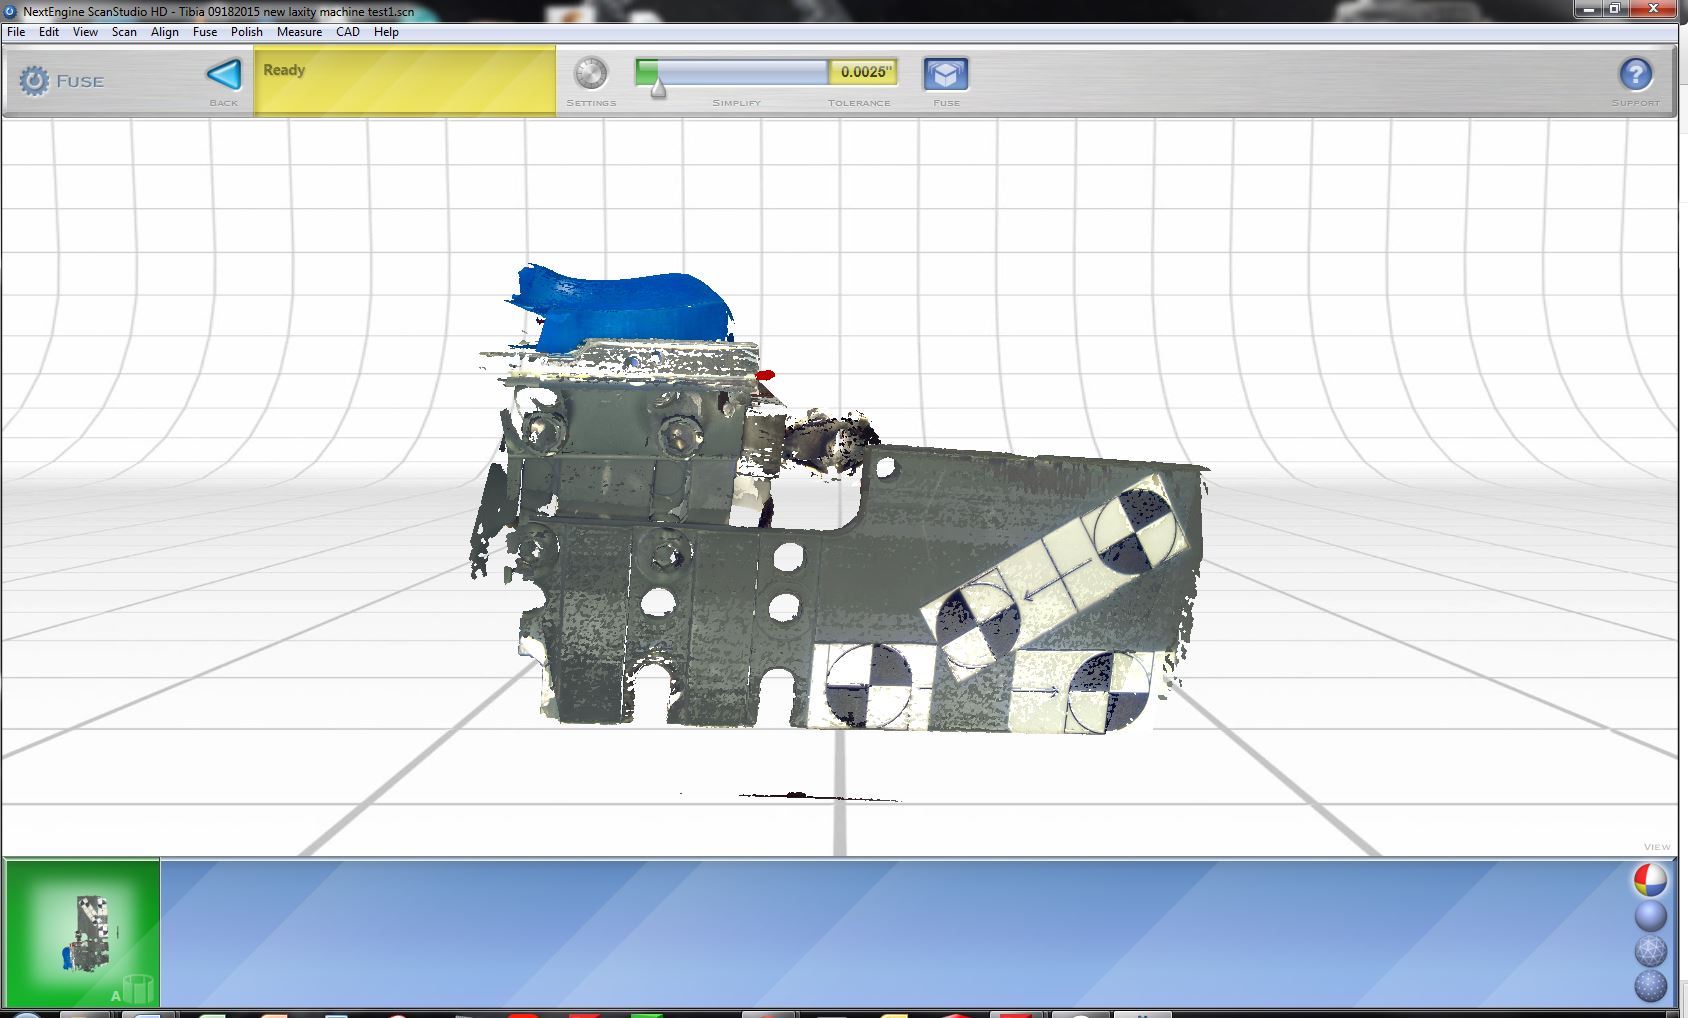 NextEngine ScanStudio HD - Tibia 09182015 new laxity machine test1.scn
File Edit View Scan Align Fuse Polish Measure CAD Help
FUSE
BACK
Ready
SETTINGS
SIMPLIFY
0.0025"
TOLERANCE
FUSE
?
SUPPORT
VIEW
A